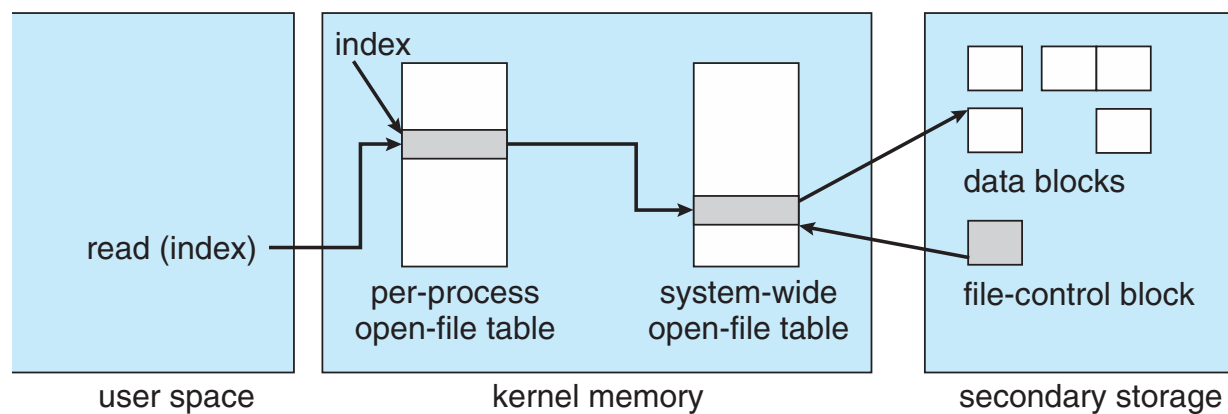 index
read (index)
per-process
open-file table
system-wide
open-file table
data blocks
file-control block
user space
kernel memory
secondary storage